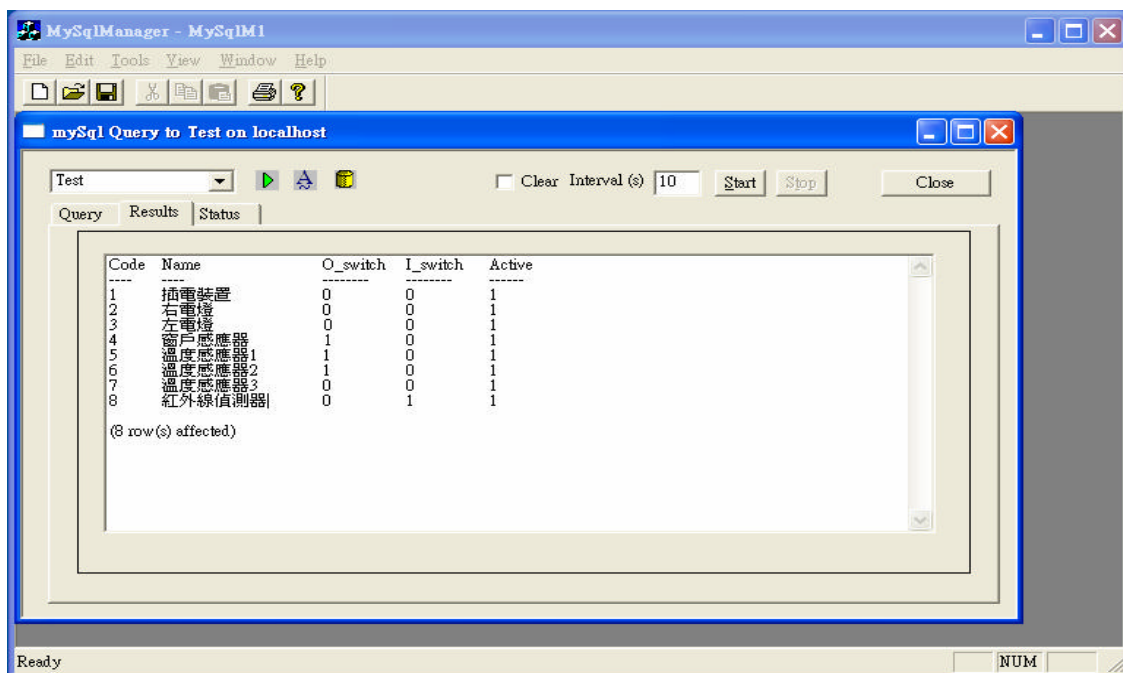 MySqlManager - MySqlM1
File Edit Tools View Window Help
mySql Query to Test on localhost
Test Clear Interval (s) 10 Start Stop Close
Query Results Status
Code Name O_switch I_switch Active
---- ---- -------- -------- ------
1 插電裝置 0 0 1
2 右電燈 0 0 1
3 左電燈 0 0 1
4 窗戶感應器 1 0 1
5 溫度感應器1 1 0 1
6 溫度感應器2 1 0 1
7 溫度感應器3 0 0 1
8 紅外線偵測器 0 1 1
(8 row(s) affected)
Ready NUM